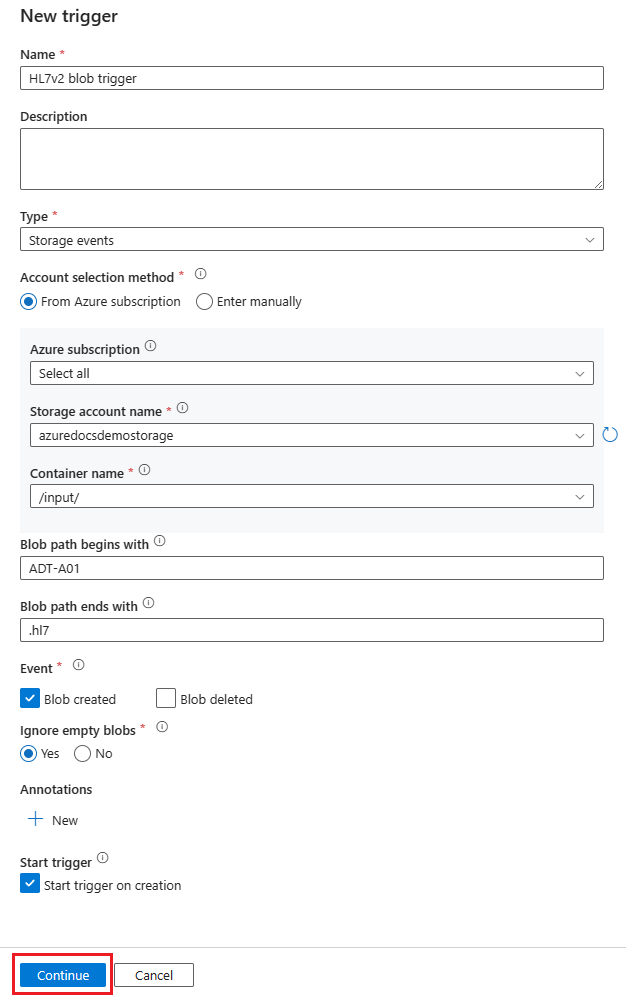 New trigger
Name *
HL7v2 blob trigger
Description
Type *
Storage events
Account selection method *
From Azure subscription Enter manually
Azure subscription
Select all
Storage account name *
azuredocsdemostorage
Container name *
/input/
Blob path begins with
ADT-A01
Blob path ends with
.hl7
Event *
Blob created Blob deleted
Ignore empty blobs *
Yes No
Annotations
New
Start trigger
Start trigger on creation
Continue Cancel